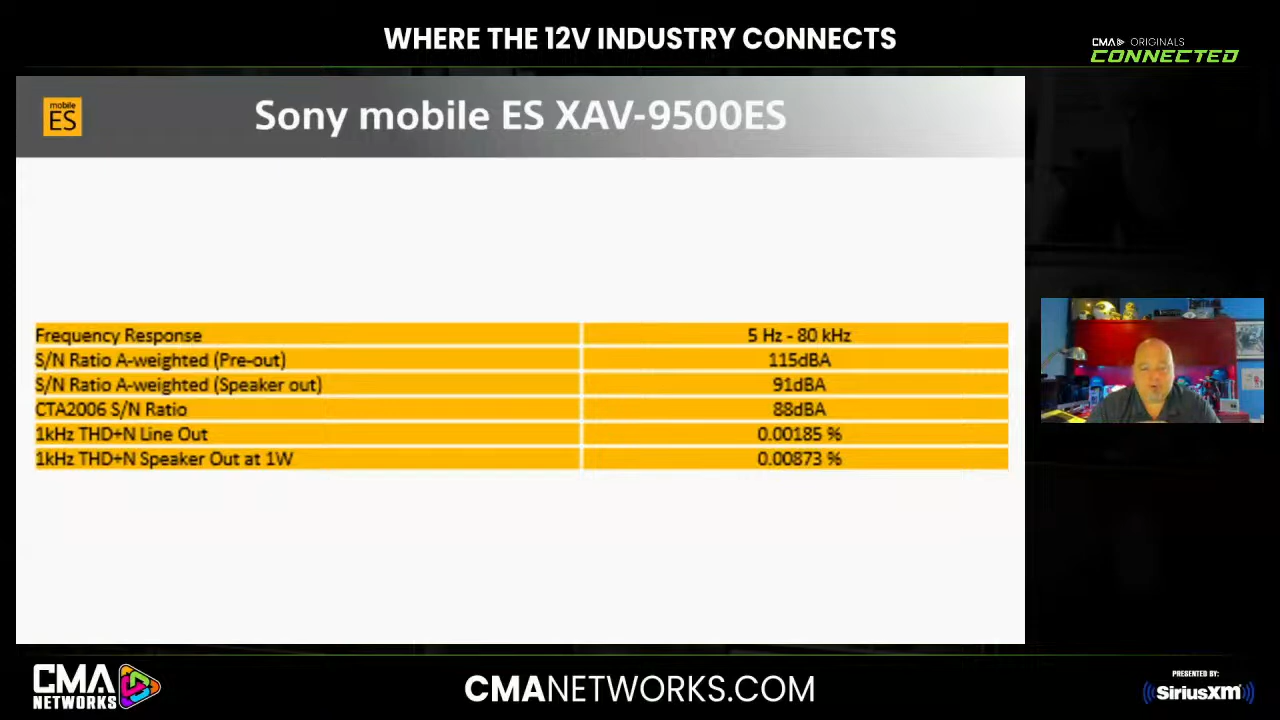 WHERE THE 12V INDUSTRY CONNECTS
CMA ORIGINALS
CONNECTED
mobile
ES
Sony mobile ES XAV-9500ES
Frequency Response 5 Hz - 80 kHz
S/N Ratio A-weighted (Pre-out) 115dBA
S/N Ratio A-weighted (Speaker out) 91dBA
CTA2006 S/N Ratio 88dBA
1kHz THD+N Line Out 0.00185 %
1kHz THD+N Speaker Out at 1W 0.00873 %
CMA
NETWORKS
CMANETWORKS.COM
PRESENTED BY:
SiriusXM